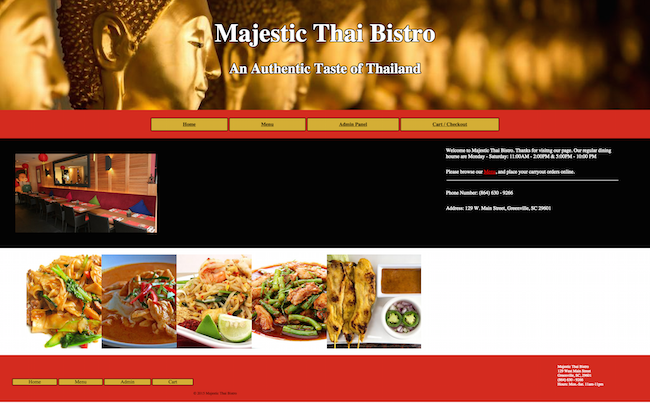 Majestic Thai Bistro
An Authentic Taste of Thailand
Home Menu Admin Panel Cart / Checkout
Welcome to Majestic Thai Bistro. Thanks for visiting our page. Our regular dining
hourse are Monday - Saturday: 11:00AM - 2:00PM & 5:00PM - 10:00 PM
Please browse our Menu, and place your carryout orders online.
Phone Number: (864) 630 - 9266
Address: 129 W. Main Street, Greenville, SC 29601
Home Menu Admin Cart
Majestic Thai Bistro
129 West Main Street
Greenville, SC, 29601
(864) 630 - 9266
Hours: Mon.-Sat. 11am-11pm
Majestic Thai Bistro